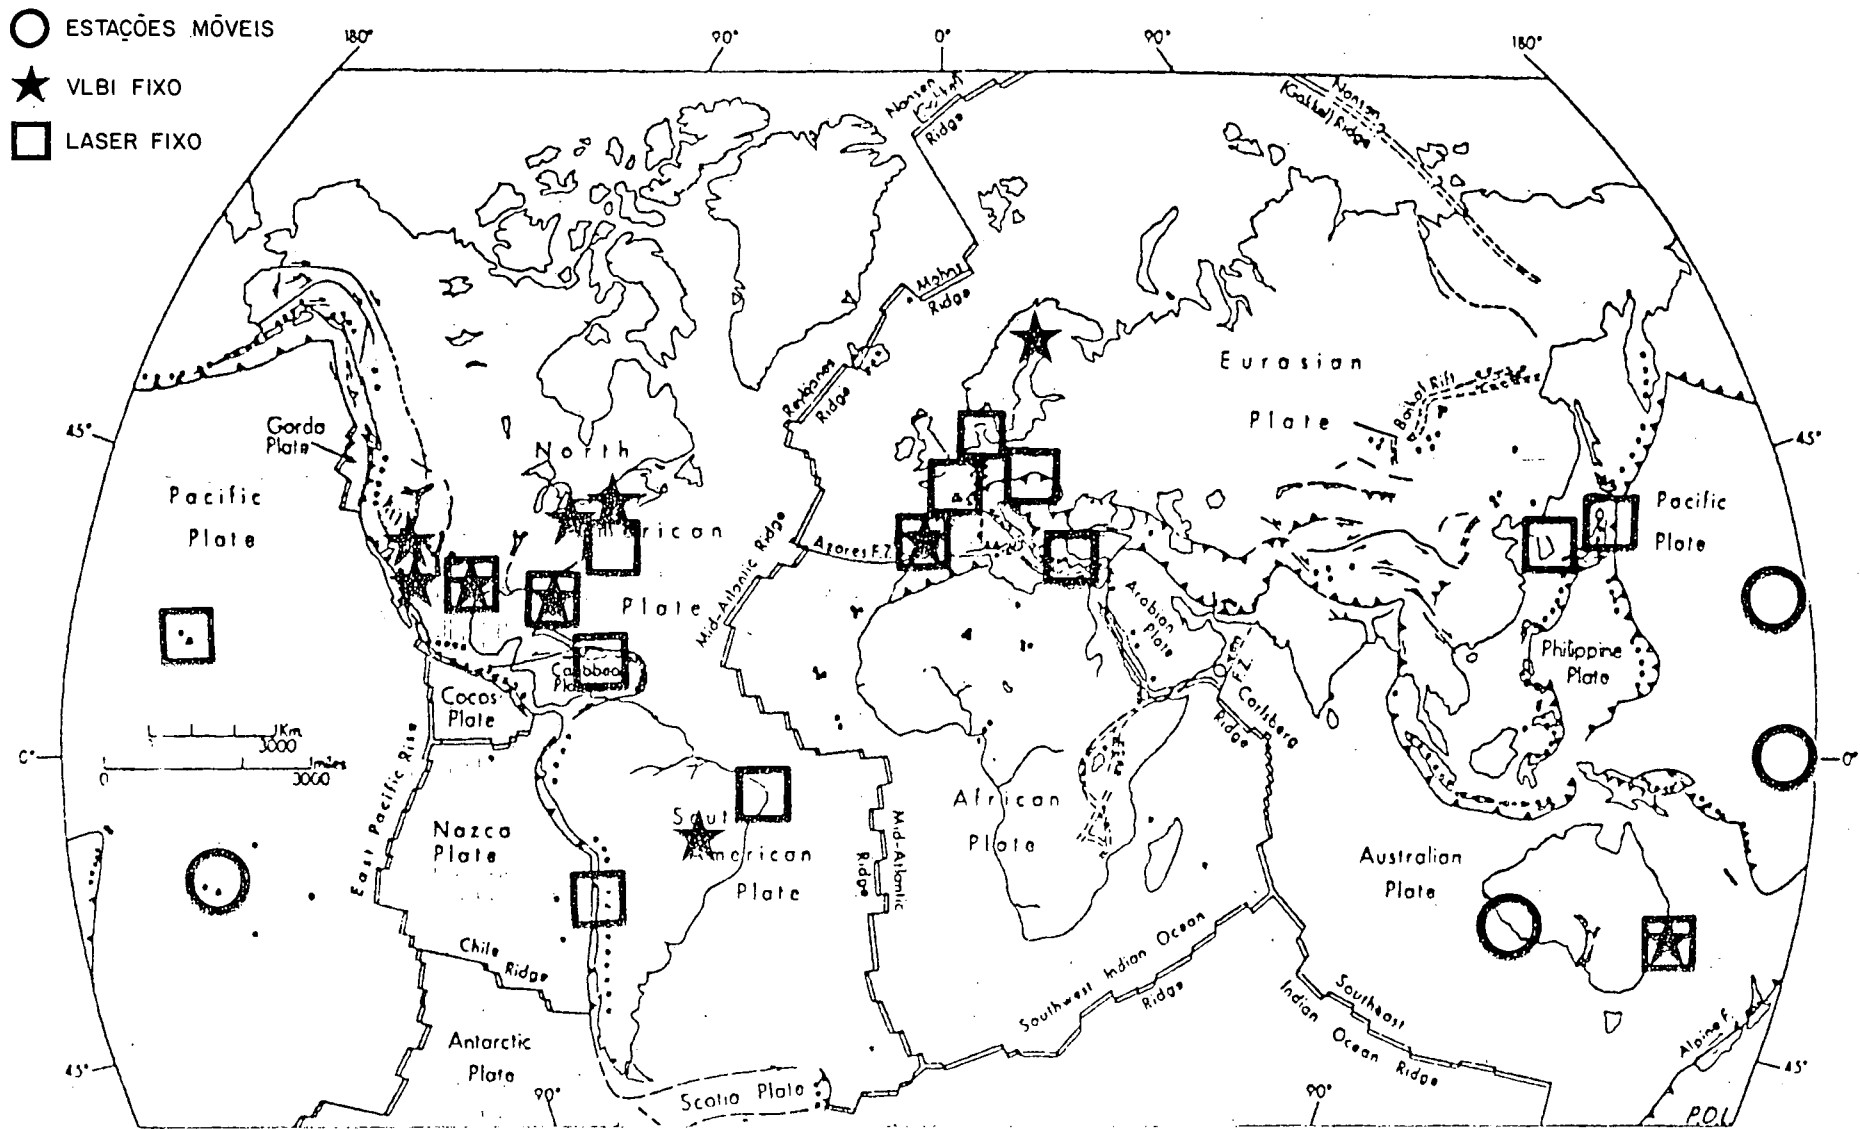 ESTAÇÕES MÓVEIS
VLBI FIXO
LASER FIXO
180°
90°
0°
90°
180°
Nansen
Ridge
Nansen
(Gakkel) Ridge
Mohns
Ridge
Reykjanes
Ridge
Eurasian
Plate
Baikal Rift
Gorda
Plate
45°
45°
North
American
Plate
Pacific
Plate
Pacific
Plate
Azores F.Z.
Mid-Atlantic Ridge
Arabian
Plate
Philippine
Plate
Caribbean
Cocos
Plate
F.Z.
Carlsberg
Ridge
Km
3000
0
miles
3000
0°
0°
East Pacific Rise
Nazca
Plate
South
American
Plate
Mid-Atlantic
Ridge
African
Plate
Australian
Plate
Chile
Ridge
Southwest Indian Ocean
Ridge
Southeast
Indian Ocean Ridge
Alpine F.
Antarctic
Plate
Scotia Plate
45°
45°
90°
90°